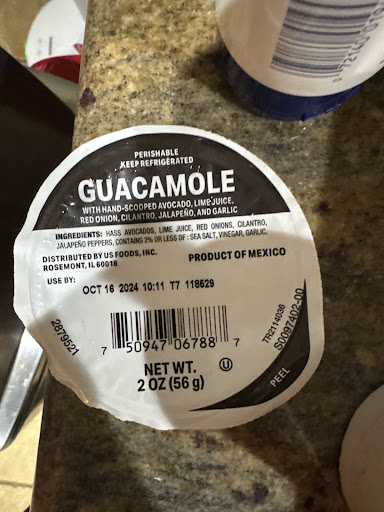 PERISHABLE
KEEP REFRIGERATED
GUACAMOLE
WITH HAND-SCOOPED AVOCADO, LIME JUICE,
RED ONION, CILANTRO, JALAPEÑO, AND GARLIC
INGREDIENTS: HASS AVOCADOS, LIME JUICE, RED ONIONS, CILANTRO,
JALAPEÑO PEPPERS, CONTAINS 2% OR LESS OF: SEA SALT, VINEGAR, GARLIC.
DISTRIBUTED BY US FOODS, INC.
ROSEMONT, IL 60018
PRODUCT OF MEXICO
USE BY:
OCT 16 2024 10:11 T7 118529
2879521
7 50947 06788 7
TR2114036
S0097402-00
NET WT.
2 OZ (56 g)
U
PEEL